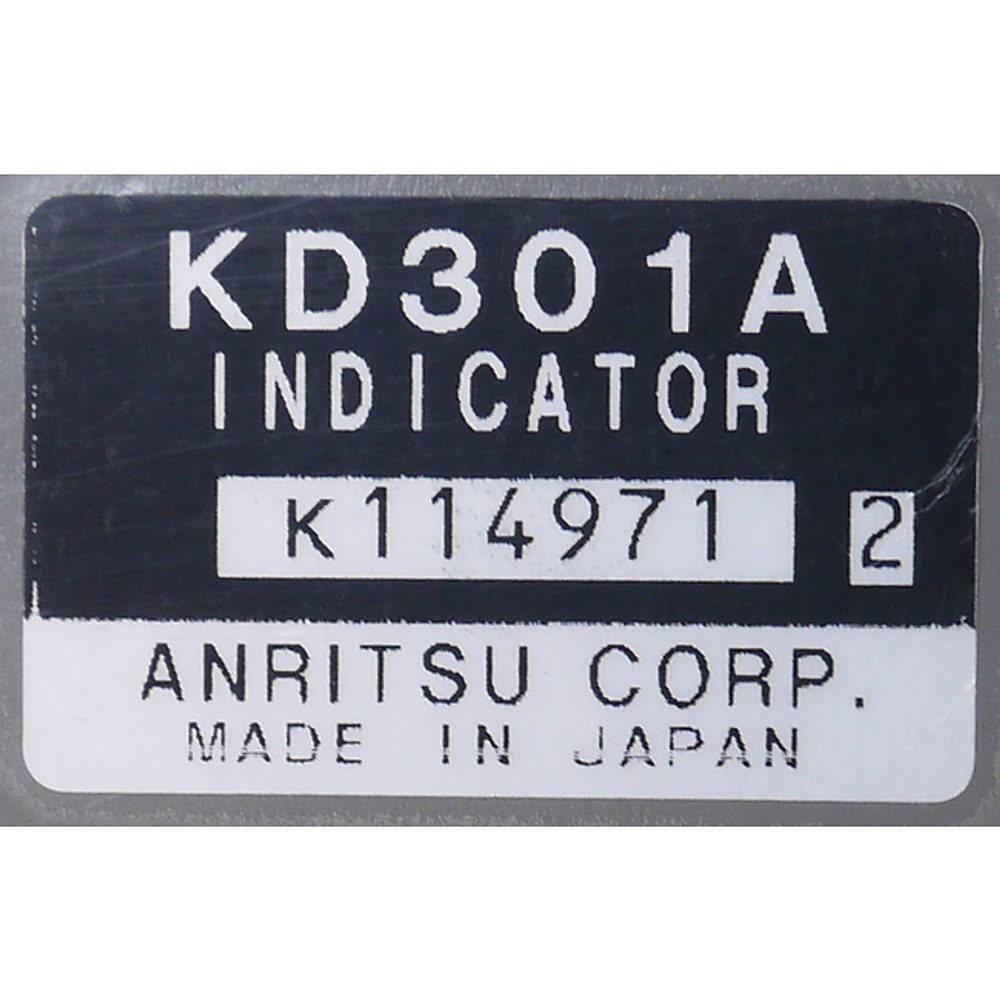 KD301A
INDICATOR
K114971 2
ANRITSU CORP.
MADE IN JAPAN